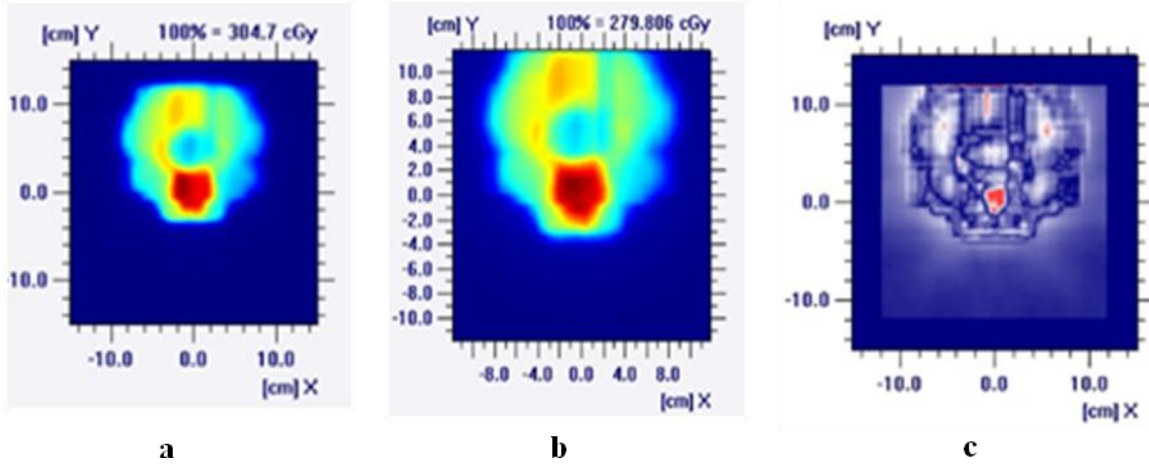 [cm] Y 100% = 304.7 cGy
10.0
0.0
10.0
-10.0 0.0 10.0
[cm] X
a
[cm] Y 100% = 279.806 cGy
10.0
8.0
6.0
4.0
2.0
0.0
-2.0
-4.0
-6.0
-8.0
-10.0
-8.0 -4.0 0.0 4.0 8.0
[cm] X
b
[cm] Y
10.0
0.0
-10.0
-10.0 0.0 10.0
[cm] X
c